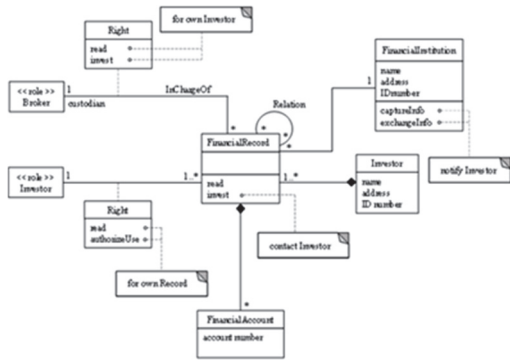 for own Investor
Right
read
invest
FinancialInstitution
name
address
ID number
captureInfo
exchangeInfo
notify Investor
<< role >>
Broker
1
custodian
InChargeOf
*
Relation
*
*
*
1
FinancialRecord
read
invest
<< role >>
Investor
1
1..*
1..*
Investor
name
address
ID number
Right
read
authorizeUse
for own Record
contact Investor
*
FinancialAccount
account number